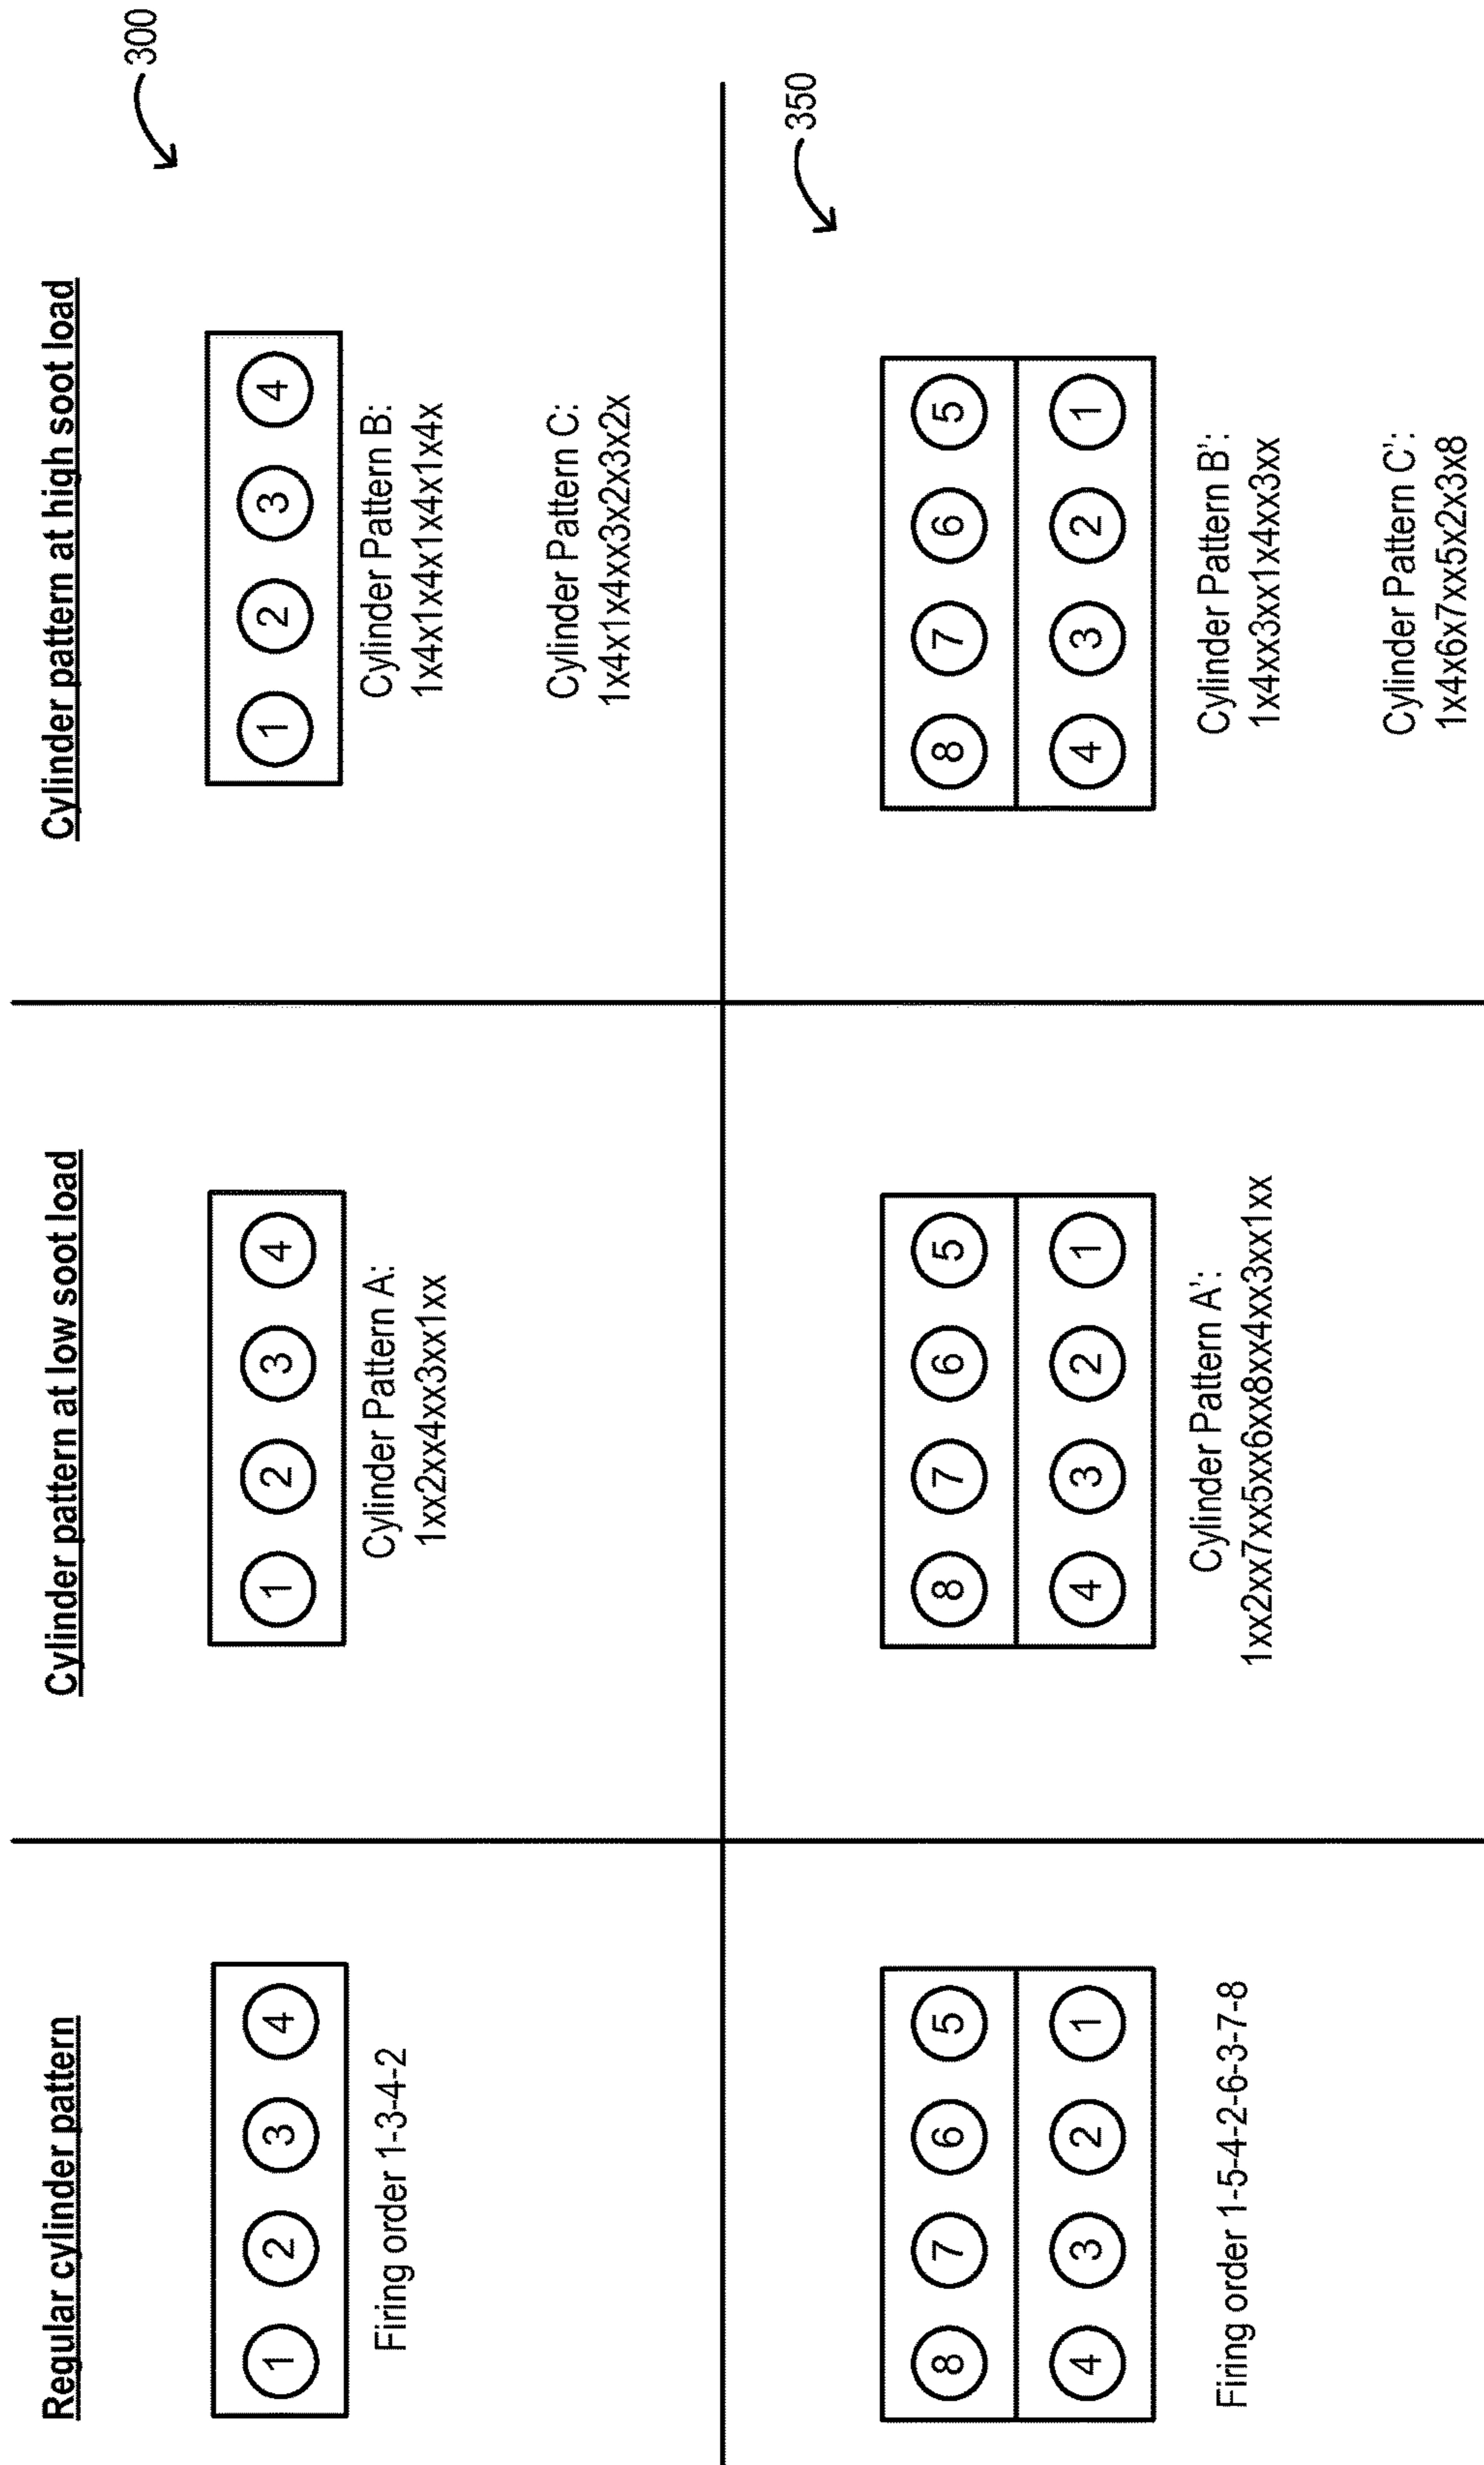 Regular cylinder pattern
Cylinder pattern at low soot load
Cylinder pattern at high soot load
300
1 2 3 4
Firing order 1-3-4-2
1 2 3 4
Cylinder Pattern A:
1xx2xx4xx3xx1xx
1 2 3 4
Cylinder Pattern B:
1x4x1x4x1x4x1x4x
Cylinder Pattern C:
1x4x1x4xx3x2x3x2x
350
8 7 6 5
4 3 2 1
Firing order 1-5-4-2-6-3-7-8
8 7 6 5
4 3 2 1
Cylinder Pattern A':
1xx2xx7xx5xx6xx8xx4xx3xx1xx
8 7 6 5
4 3 2 1
Cylinder Pattern B':
1x4xx3xx1x4xx3xx
Cylinder Pattern C':
1x4x6x7xx5x2x3x8